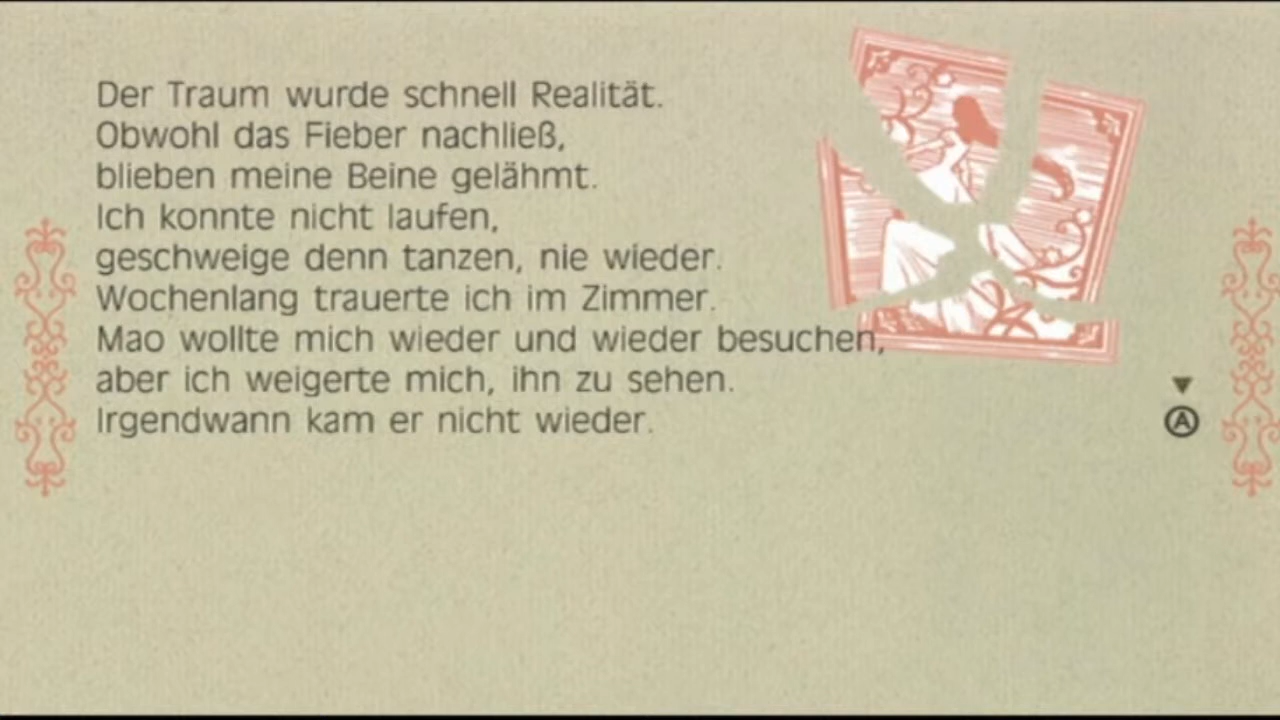 Der Traum wurde schnell Realität.
Obwohl das Fieber nachließ,
blieben meine Beine gelähmt.
Ich konnte nicht laufen,
geschweige denn tanzen, nie wieder.
Wochenlang trauerte ich im Zimmer.
Mao wollte mich wieder und wieder besuchen,
aber ich weigerte mich, ihn zu sehen.
Irgendwann kam er nicht wieder.
A